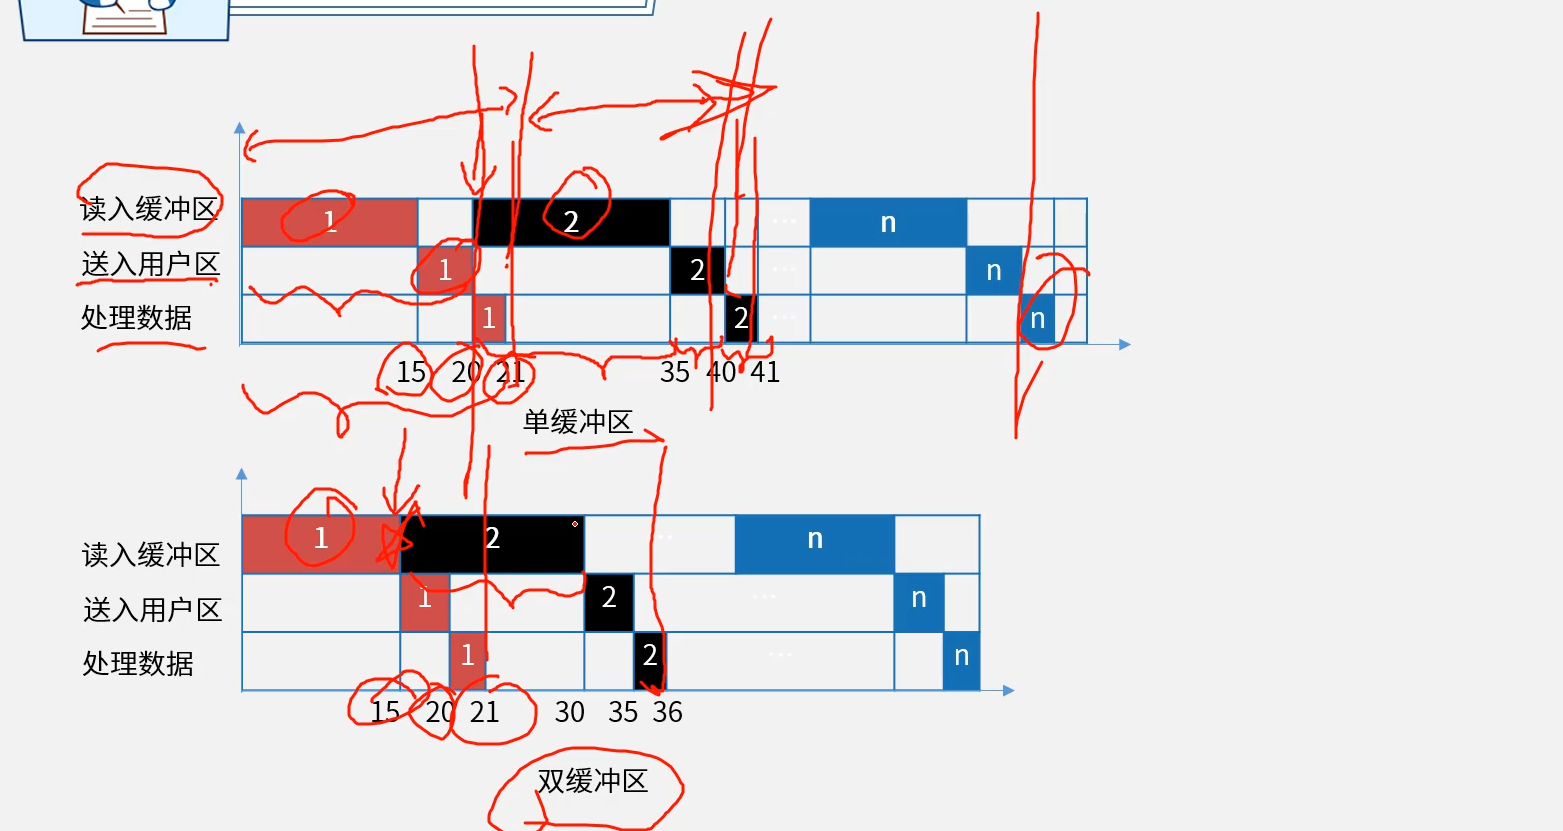 读入缓冲区 1 2 ... n
送入用户区 1 2 ... n
处理数据 1 2 ... n
15 20 21 35 40 41
单缓冲区
读入缓冲区 1 2 ... n
送入用户区 1 2 ... n
处理数据 1 2 ... n
15 20 21 30 35 36
双缓冲区